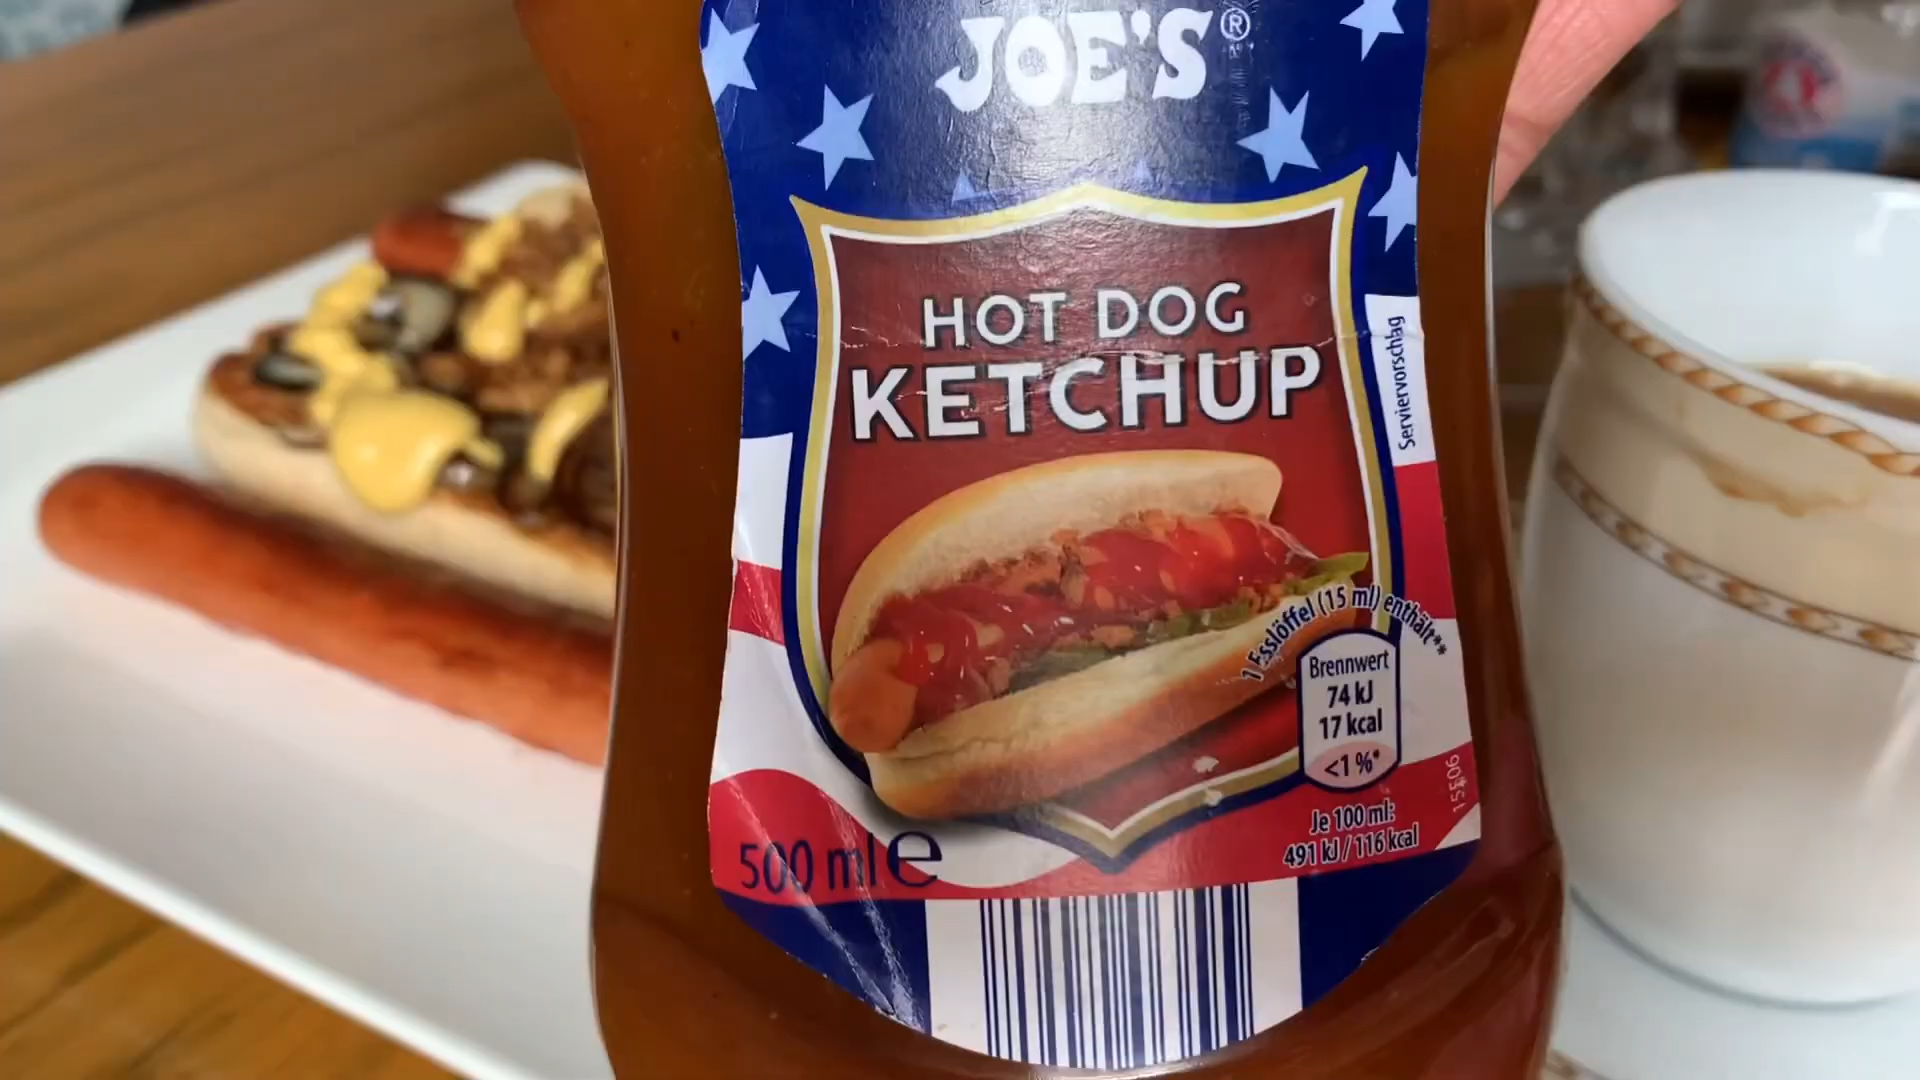 JOE'S®
HOT DOG
KETCHUP
Serviervorschlag
1 Esslöffel (15 ml) enthält**
Brennwert
74 kJ
17 kcal
<1 %*
Je 100 ml:
491 kJ / 116 kcal
500 ml e